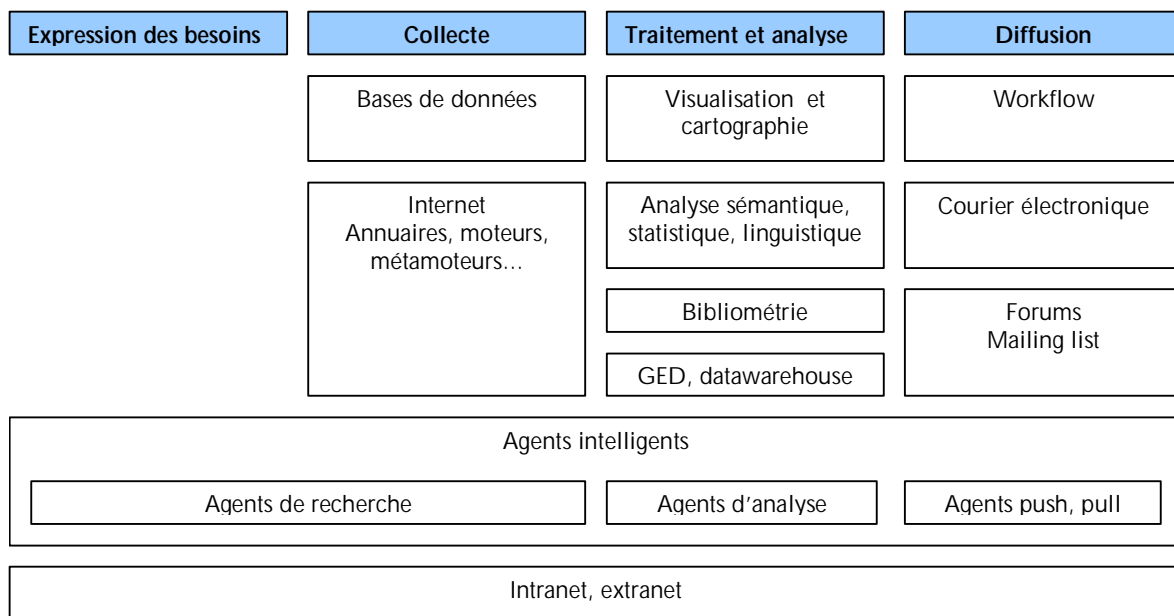 Expression des besoins
Collecte
Traitement et analyse
Diffusion
Bases de données
Visualisation et
cartographie
Workflow
Internet
Annuaires, moteurs,
métamoteurs…
Analyse sémantique,
statistique, linguistique
Courier électronique
Bibliométrie
Forums
Mailing list
GED, datawarehouse
Agents intelligents
Agents de recherche
Agents d'analyse
Agents push, pull
Intranet, extranet